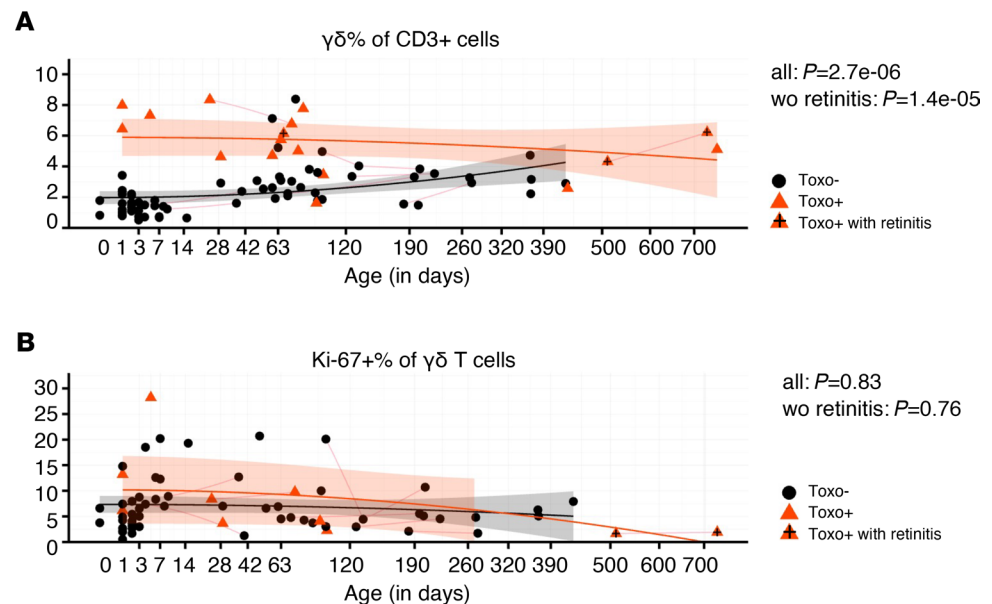 A
γδ% of CD3+ cells
10
8
6
4
2
0
0 1 3 7 14 28 42 63 120 190 260 320 390 500 600 700
Age (in days)
all: P=2.7e-06
wo retinitis: P=1.4e-05
Toxo-
Toxo+
Toxo+ with retinitis
B
Ki-67+% of γδ T cells
30
25
20
15
10
5
0
0 1 3 7 14 28 42 63 120 190 260 320 390 500 600 700
Age (in days)
all: P=0.83
wo retinitis: P=0.76
Toxo-
Toxo+
Toxo+ with retinitis